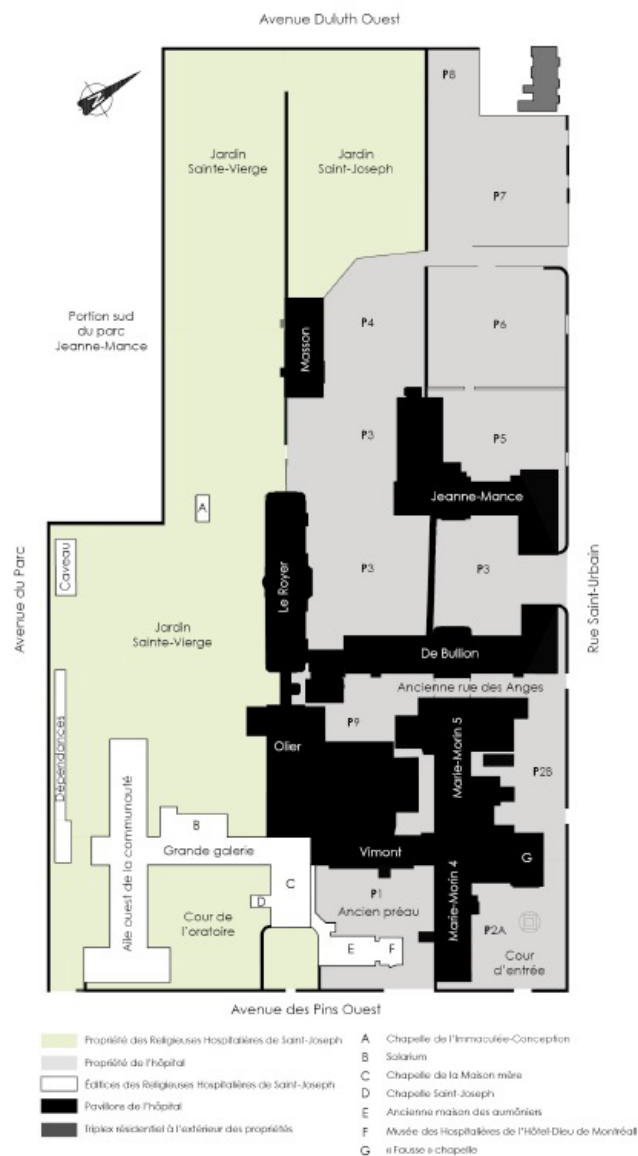 Avenue Duluth Ouest
P8
N
Jardin
Sainte-Vierge
Jardin
Saint-Joseph
P7
Portion sud
du parc
Jeanne-Mance
Masson
P4
P6
P3
P5
Jeanne-Mance
A
Avenue du Parc
Caveau
Le Royer
P3
P3
Rue Saint-Urbain
Jardin
Sainte-Vierge
De Bullion
Ancienne rue des Anges
Dépendances
Olier
P9
Marie-Morin 5
P2B
Aile ouest de la communauté
B
Grande galerie
Vimont
G
C
D
P1
Ancien préau
Marie-Morin 4
Cour de
l'oratoire
E
F
P2A
Cour
d'entrée
Avenue des Pins Ouest
Propriété des Religieuses Hospitalières de Saint-Joseph
Propriété de l'hôpital
Édifices des Religieuses Hospitalières de Saint-Joseph
Pavillons de l'hôpital
Triplex résidentiel à l'extérieur des propriétés
A Chapelle de l'Immaculée-Conception
B Solarium
C Chapelle de la Maison mère
D Chapelle Saint-Joseph
E Ancienne maison des aumôniers
F Musée des Hospitalières de l'Hôtel-Dieu de Montréal
G « Fausse » chapelle